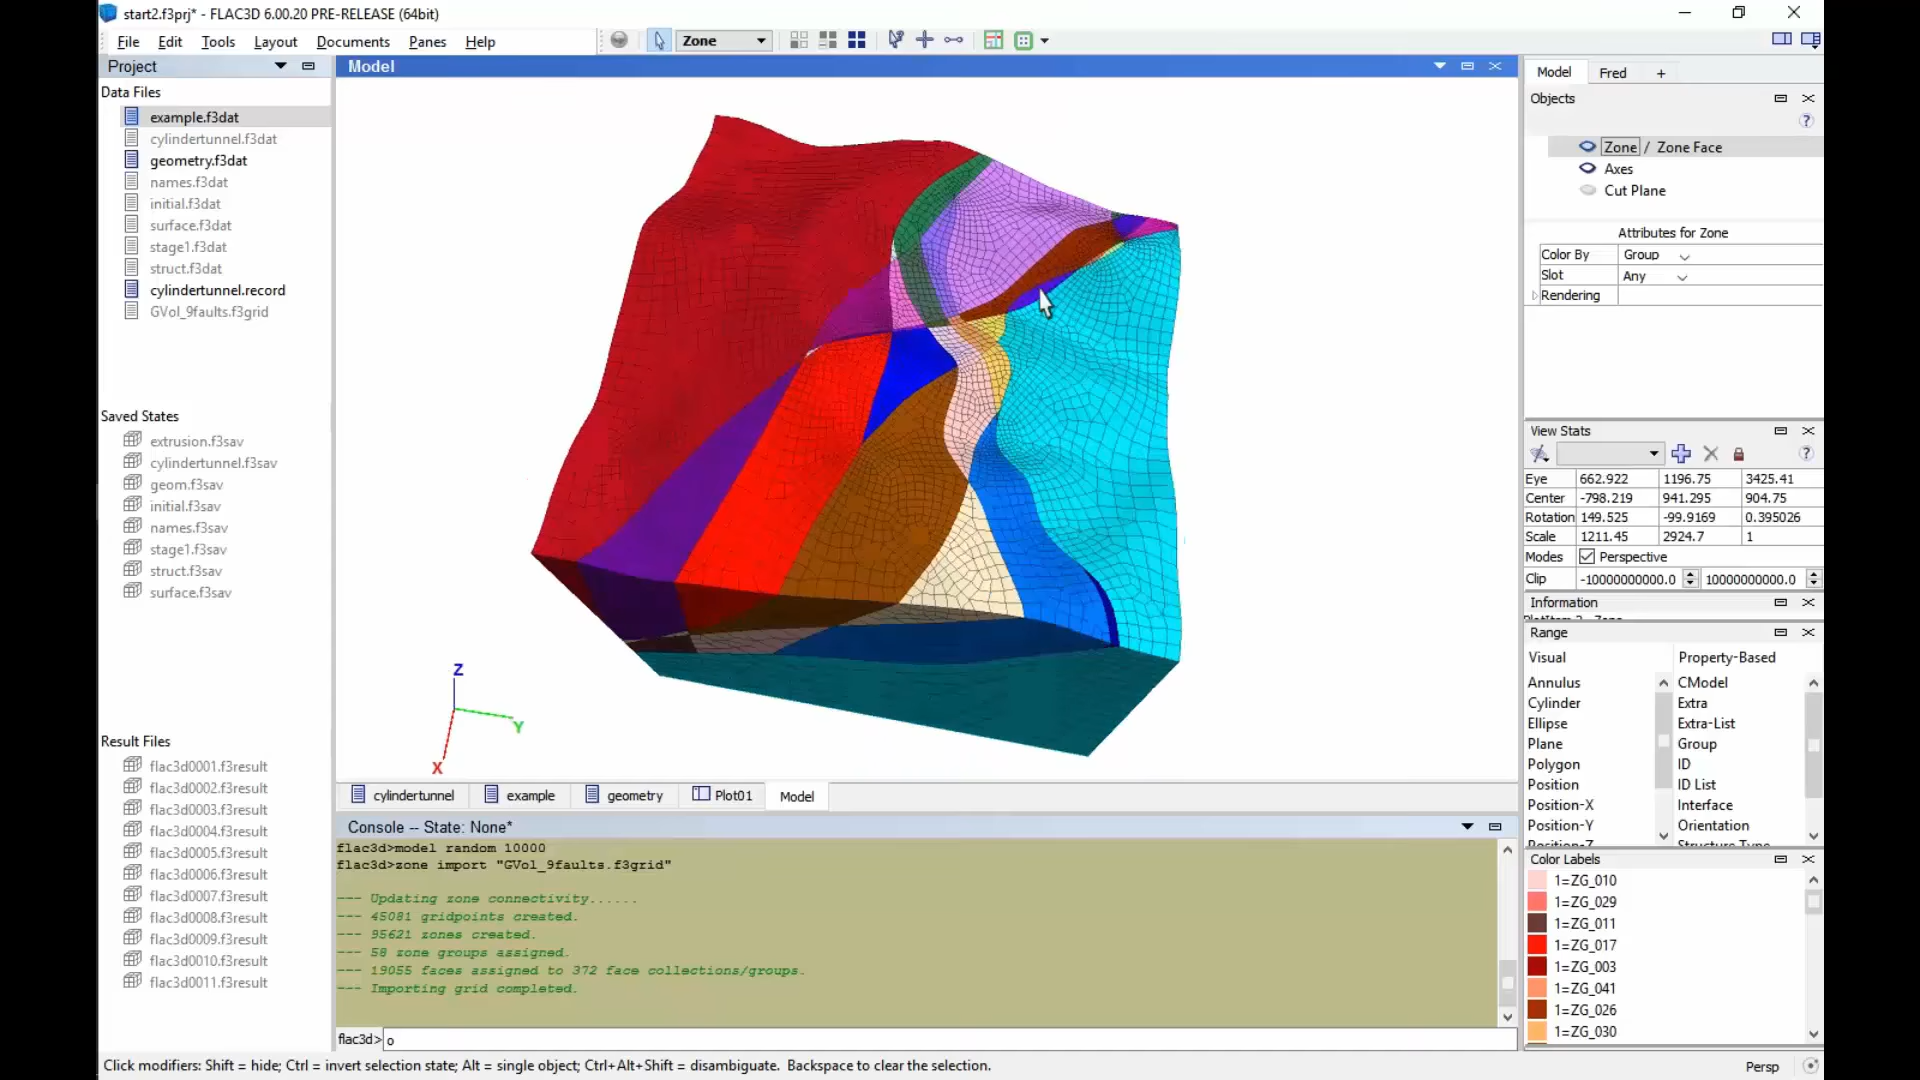 start2.f3prj* - FLAC3D 6.00.20 PRE-RELEASE (64bit)
File Edit Tools Layout Documents Panes Help
Zone
Project
Data Files
example.f3dat
cylindertunnel.f3dat
geometry.f3dat
names.f3dat
initial.f3dat
surface.f3dat
stage1.f3dat
struct.f3dat
cylindertunnel.record
GVol_9faults.f3grid
Saved States
extrusion.f3sav
cylindertunnel.f3sav
geom.f3sav
initial.f3sav
names.f3sav
stage1.f3sav
struct.f3sav
surface.f3sav
Result Files
flac3d0001.f3result
flac3d0002.f3result
flac3d0003.f3result
flac3d0004.f3result
flac3d0005.f3result
flac3d0006.f3result
flac3d0007.f3result
flac3d0008.f3result
flac3d0009.f3result
flac3d0010.f3result
flac3d0011.f3result
Model
Z
Y
X
cylindertunnel example geometry Plot01 Model
Console -- State: None*
flac3d>model random 10000
flac3d>zone import "GVol_9faults.f3grid"
--- Updating zone connectivity......
--- 45081 gridpoints created.
--- 95621 zones created.
--- 58 zone groups assigned.
--- 19055 faces assigned to 372 face collections/groups.
--- Importing grid completed.
flac3d> o
Model Fred +
Objects
Zone / Zone Face
Axes
Cut Plane
Attributes for Zone
Color By Group
Slot Any
Rendering
View Stats
Eye 662.922 1196.75 3425.41
Center -798.219 941.295 904.75
Rotation 149.525 -99.9169 0.395026
Scale 1211.45 2924.7 1
Modes Perspective
Clip -10000000000.0 10000000000.0
Information
Range
Visual Property-Based
Annulus CModel
Cylinder Extra
Ellipse Extra-List
Plane Group
Polygon ID
Position ID List
Position-X Interface
Position-Y Orientation
Position-Z Structure Type
Color Labels
1=ZG_010
1=ZG_029
1=ZG_011
1=ZG_017
1=ZG_003
1=ZG_041
1=ZG_026
1=ZG_030
Click modifiers: Shift = hide; Ctrl = invert selection state; Alt = single object; Ctrl+Alt+Shift = disambiguate. Backspace to clear the selection.
Persp